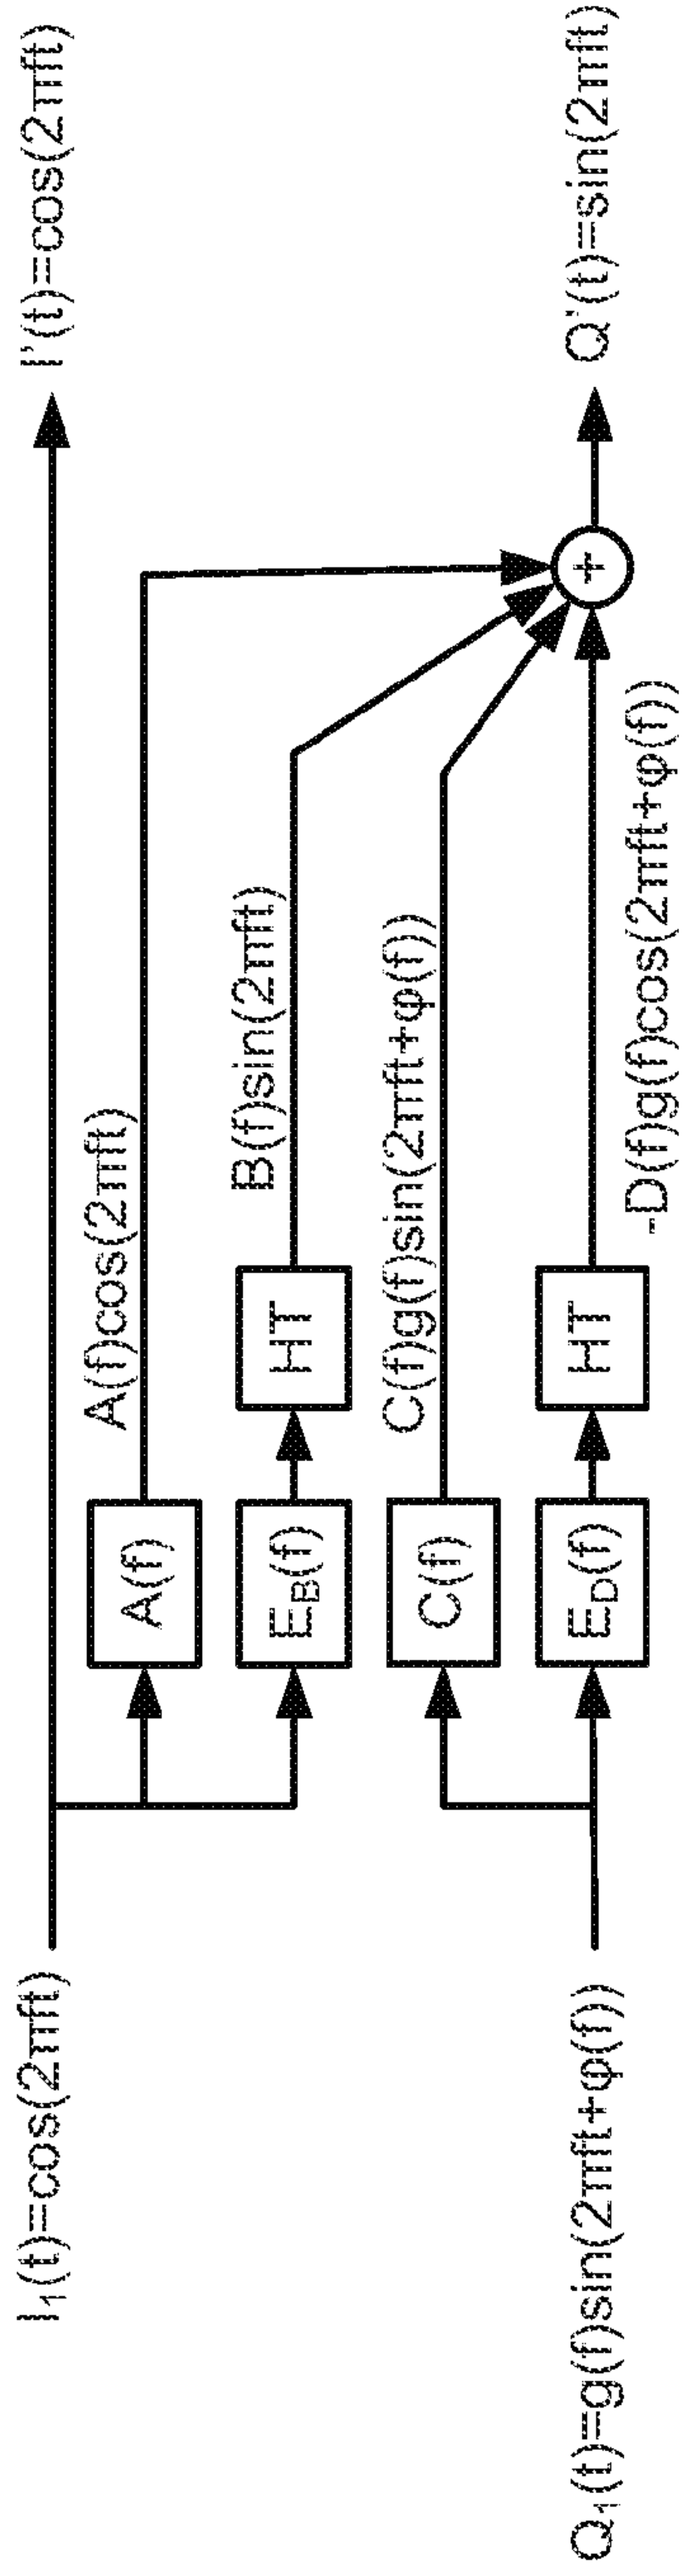 I₁(t)=cos(2πft)
I'(t)=cos(2πft)
A(f)
A(f)cos(2πft)
E_B(f)
HT
B(f)sin(2πft)
C(f)
C(f)g(f)sin(2πft+φ(f))
+
Q₁(t)=g(f)sin(2πft+φ(f))
E_D(f)
HT
Q'(t)=sin(2πft)
-D(f)g(f)cos(2πft+φ(f))